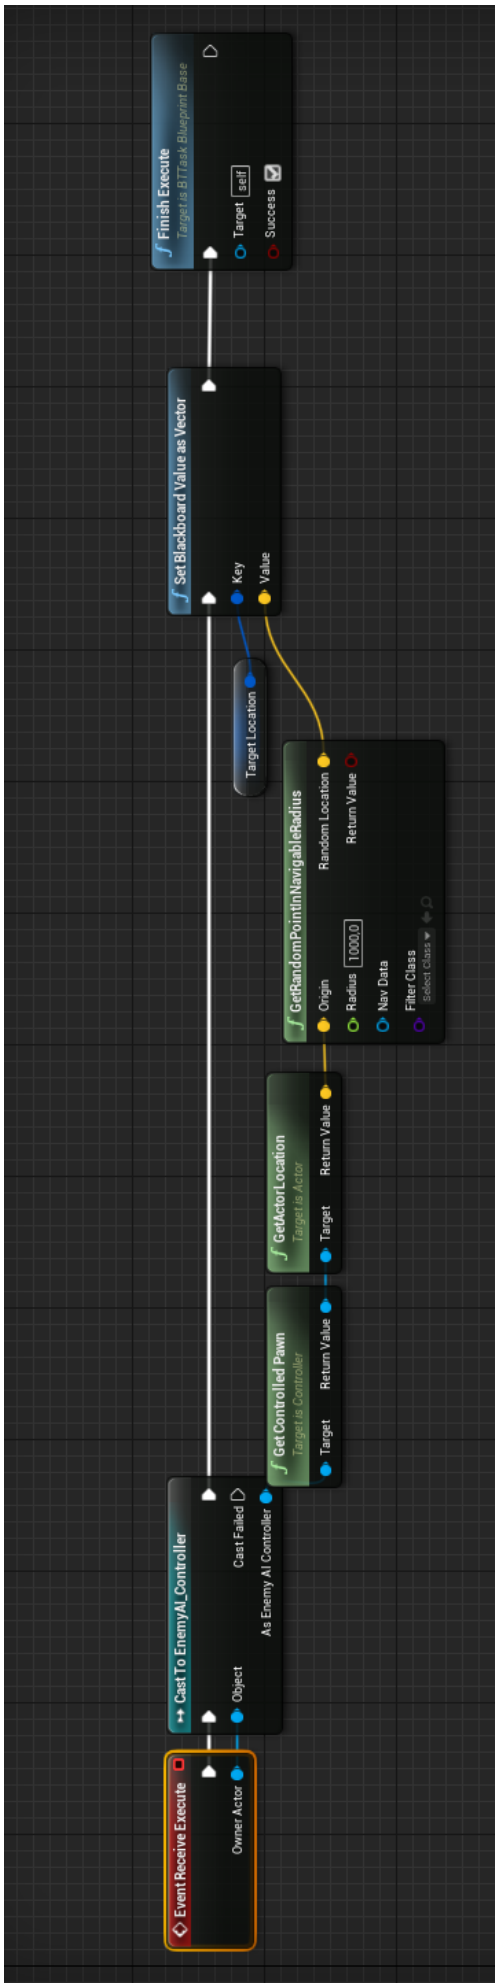 Event Receive Execute
Owner Actor
Cast To EnemyAI_Controller
Object
Cast Failed
As Enemy AI Controller
Get Controlled Pawn
Target is Controller
Target
Return Value
GetActorLocation
Target is Actor
Target
Return Value
GetRandomPointInNavigableRadius
Origin
Random Location
Radius 1000,0
Return Value
Nav Data
Filter Class
Select Class
Target Location
Set Blackboard Value as Vector
Key
Value
Finish Execute
Target is BTTask Blueprint Base
Target self
Success